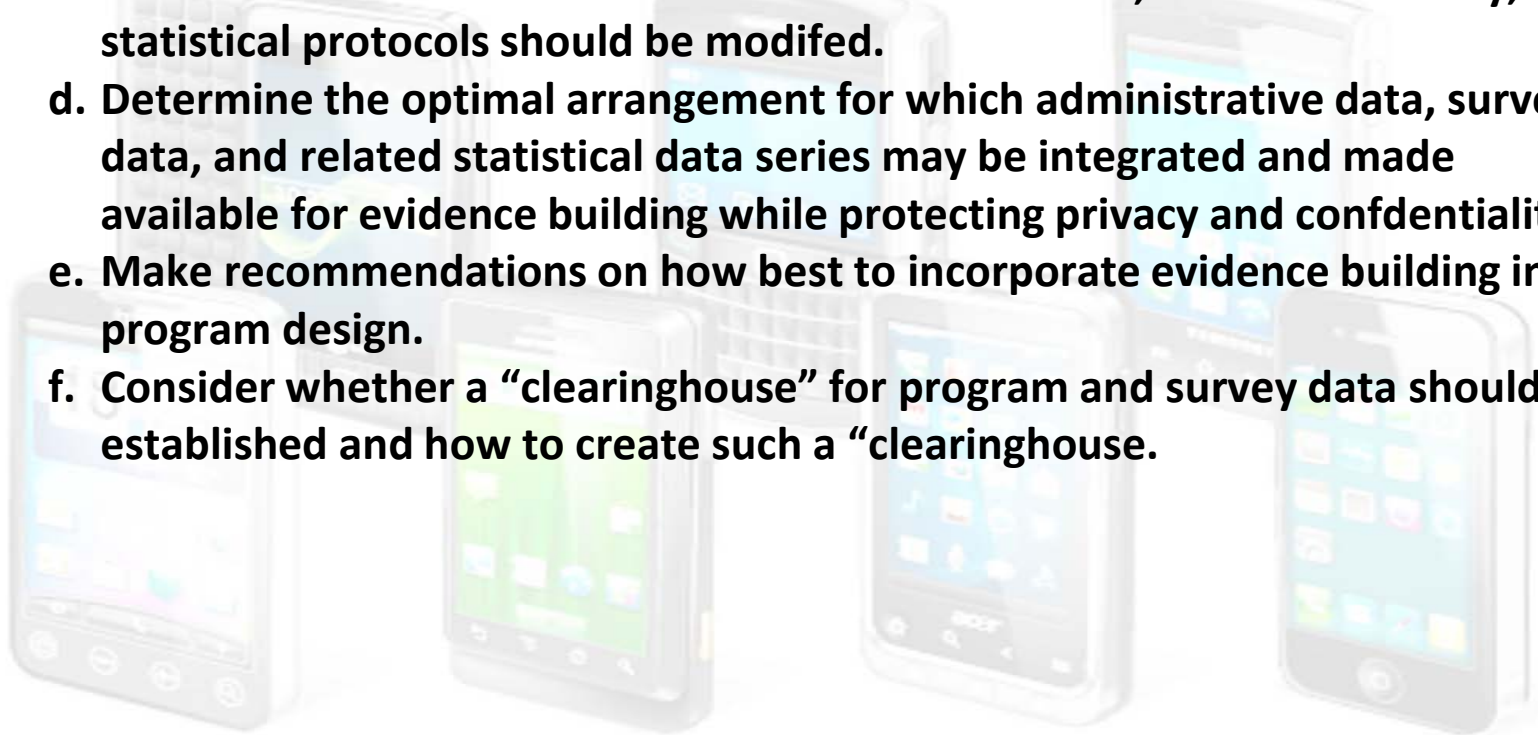 statistical protocols should be modifed.
d. Determine the optimal arrangement for which administrative data,
data, and related statistical data series may be integrated and made
available for evidence building while protecting privacy and
e. Make recommendations on how best to incorporate evidence building
program design.
f. Consider whether a “clearinghouse” for program and survey data should
established and how to create such a “clearinghouse.
acer